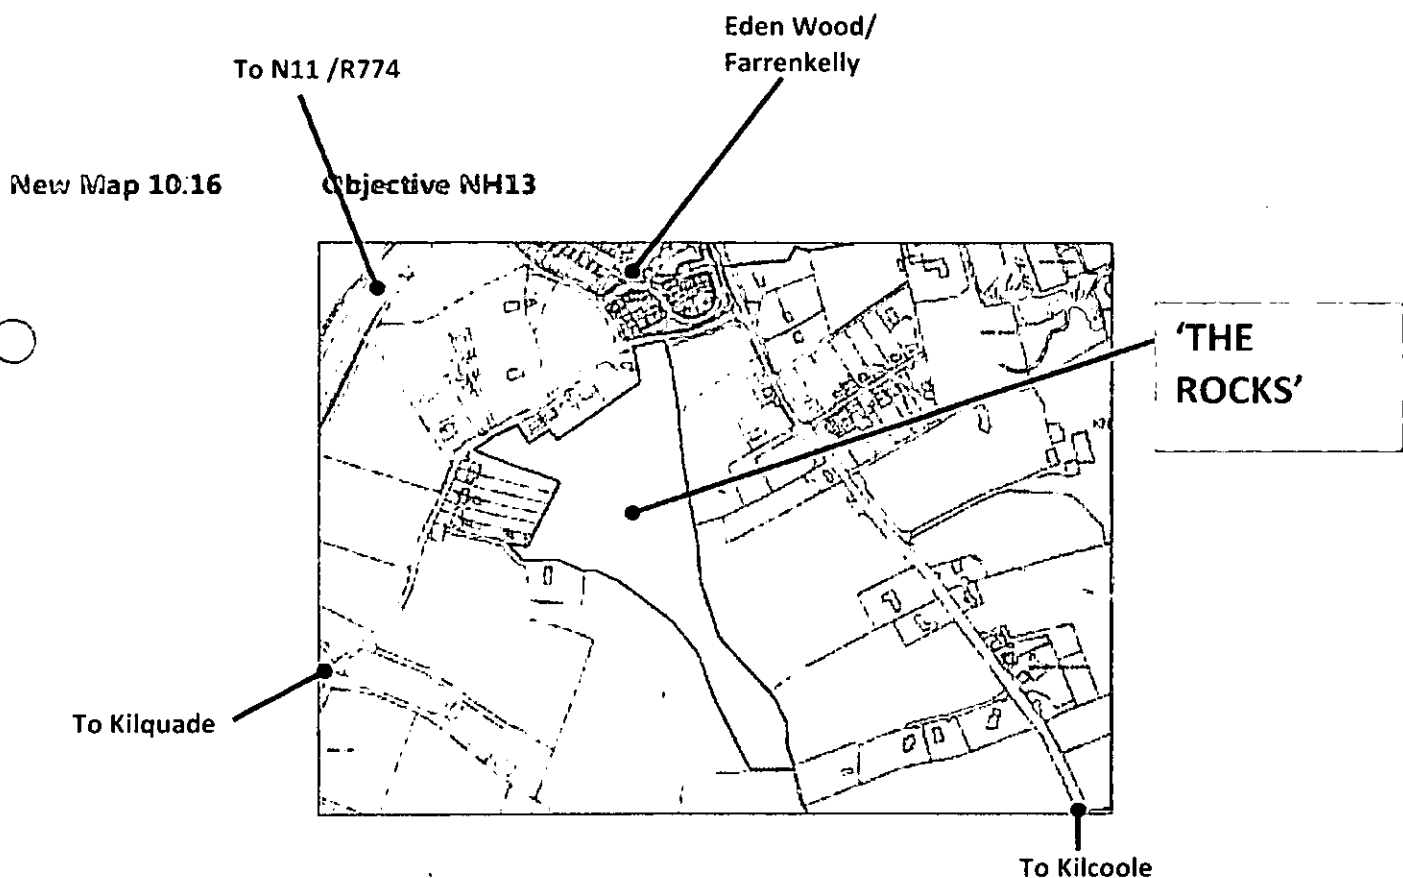 Eden Wood/
Farrenkelly
To N11 /R774
New Map 10.16 Objective NH13
'THE
ROCKS'
To Kilquade
To Kilcoole